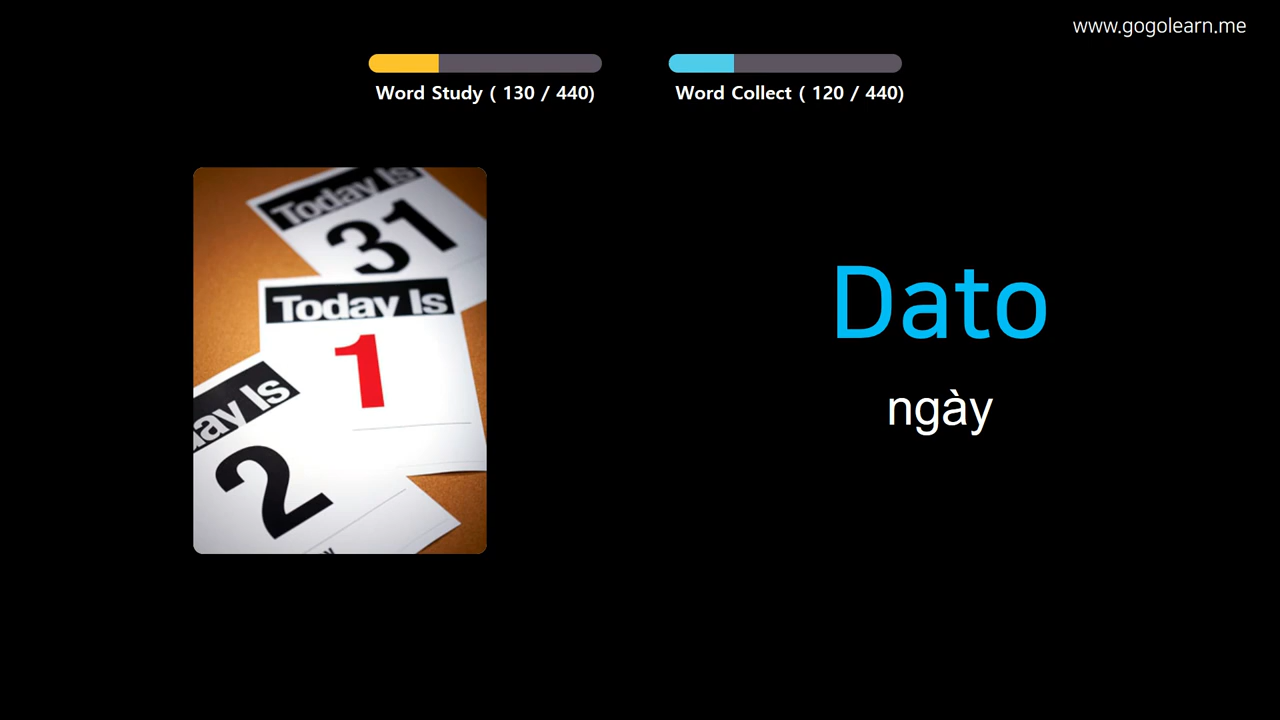 www.gogolearn.me
Word Study ( 130 / 440)
Word Collect ( 120 / 440)
Today Is
31
Today Is
1
ay Is
2
Dato
ngày